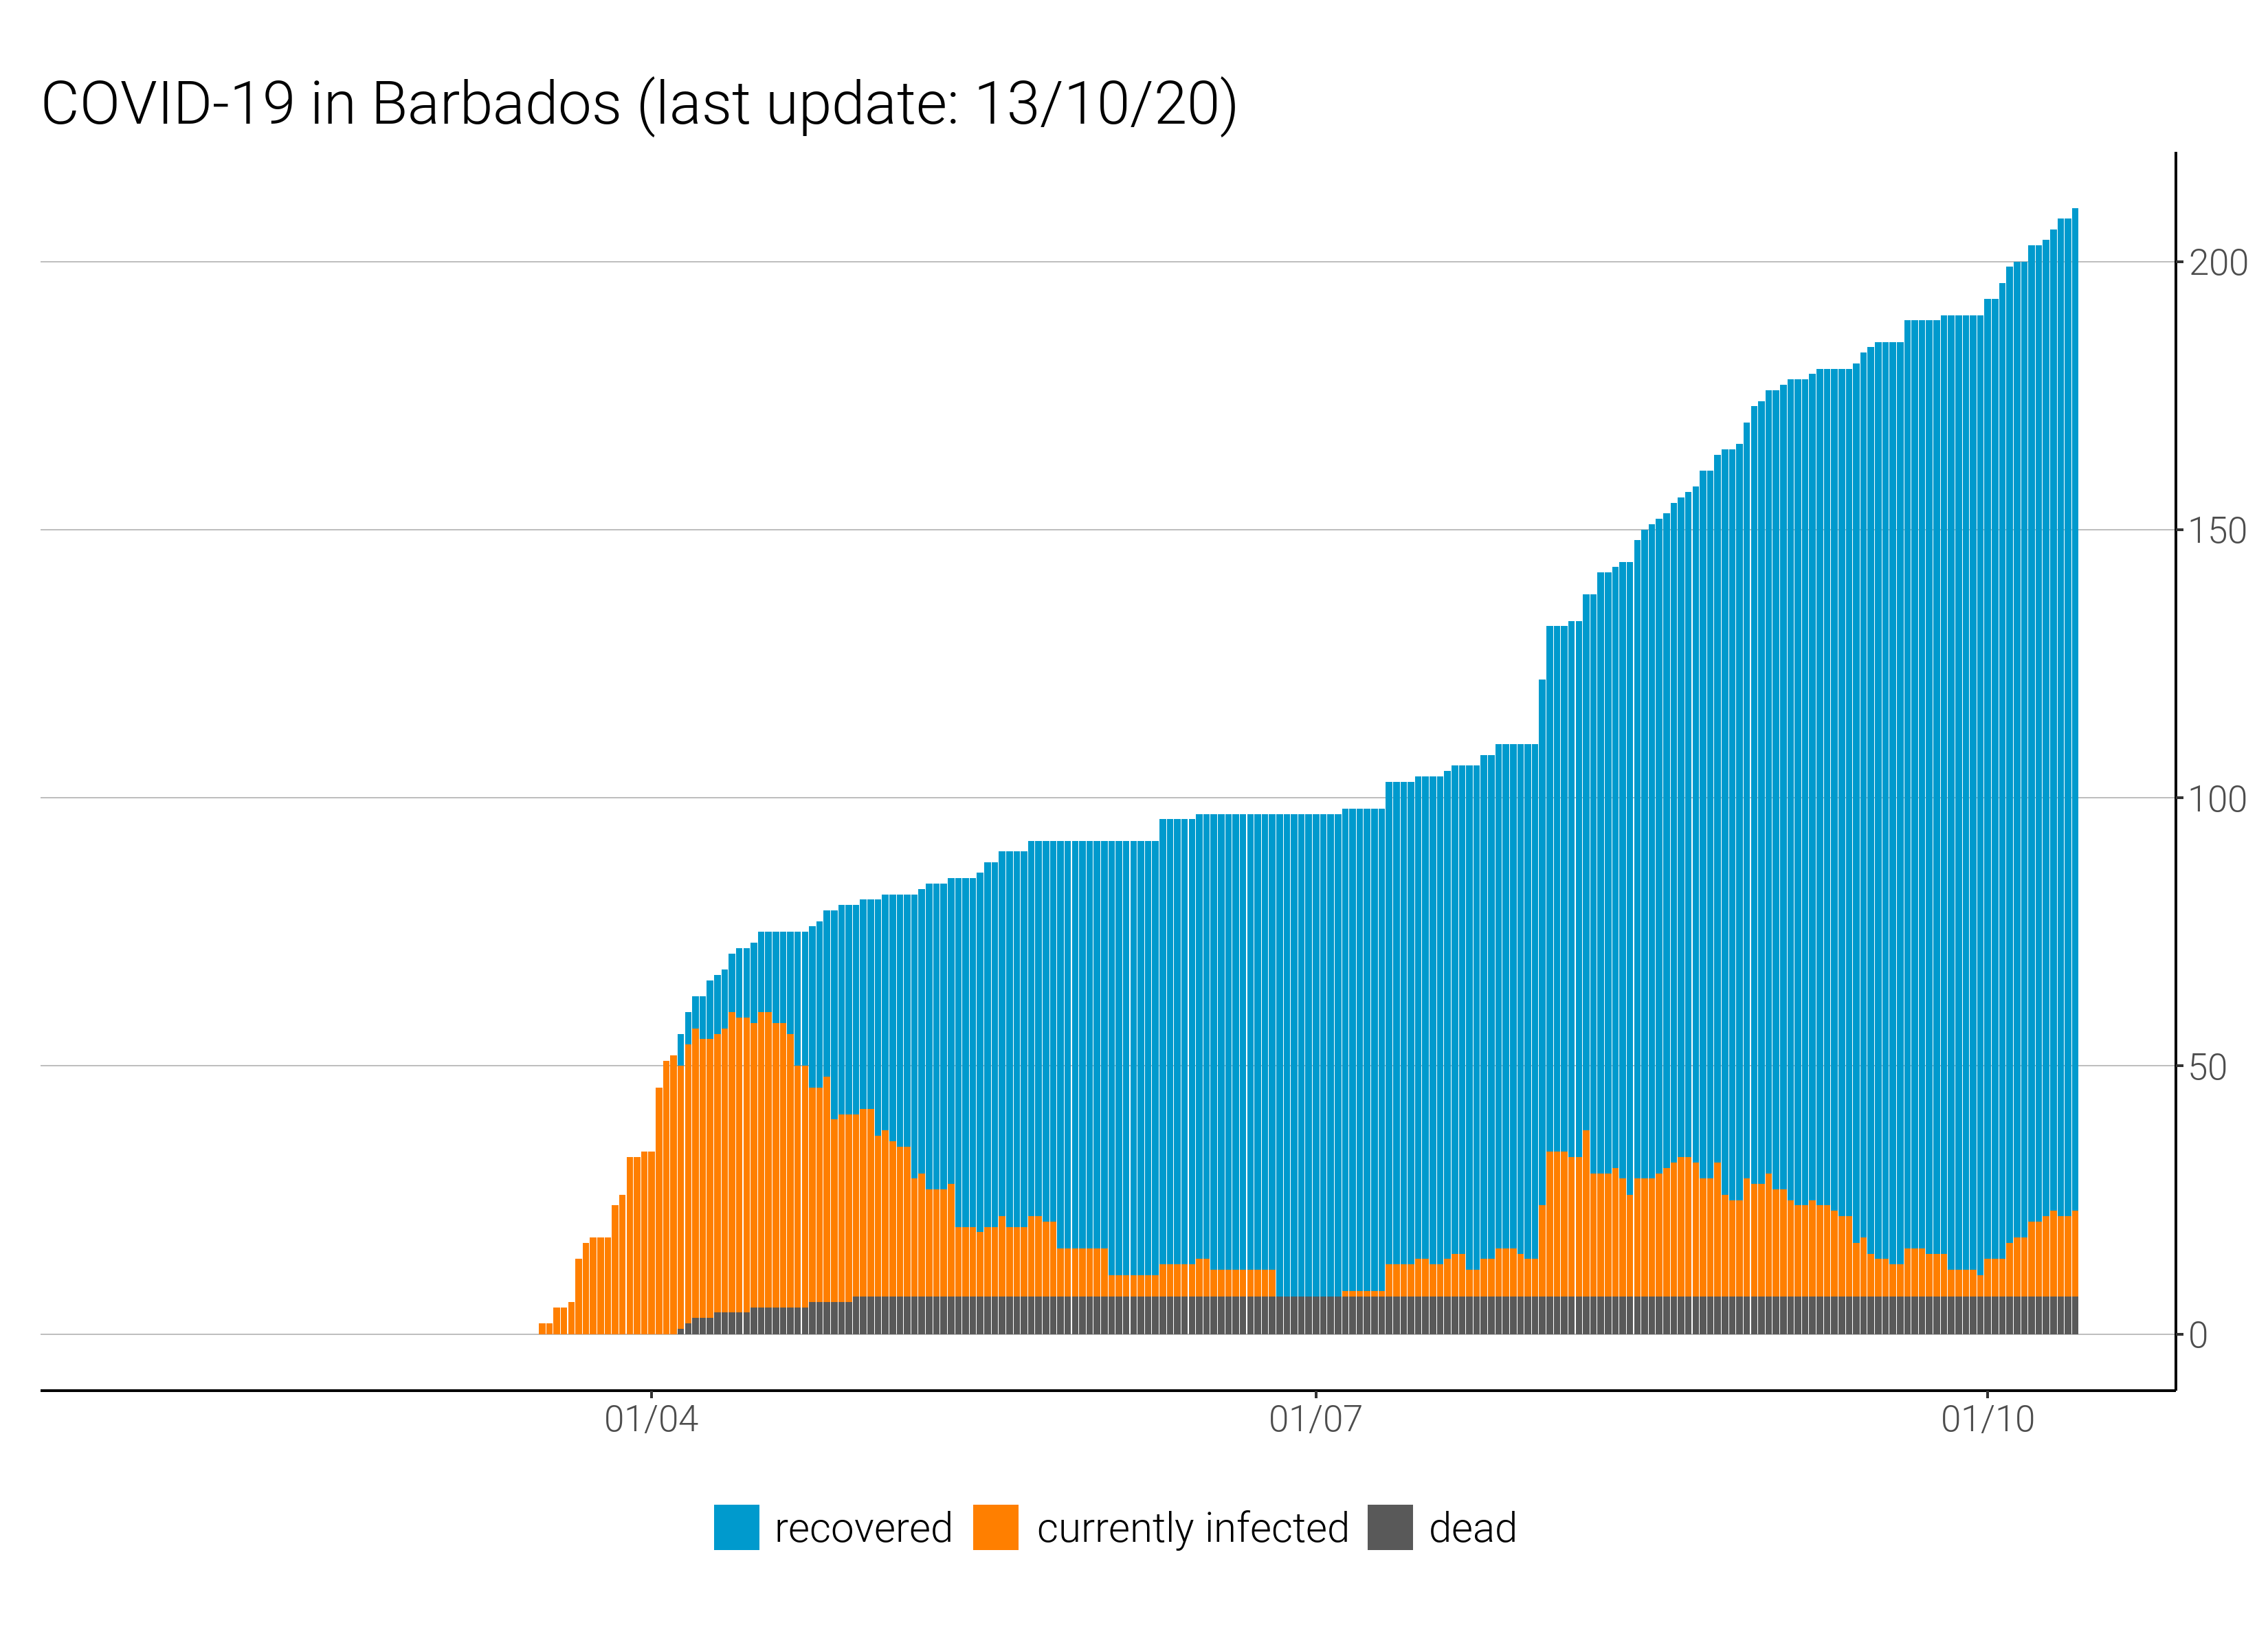 COVID-19 in Barbados (last update: 13/10/20)
200
150
100
50
0
01/04 01/07 01/10
recovered currently infected dead